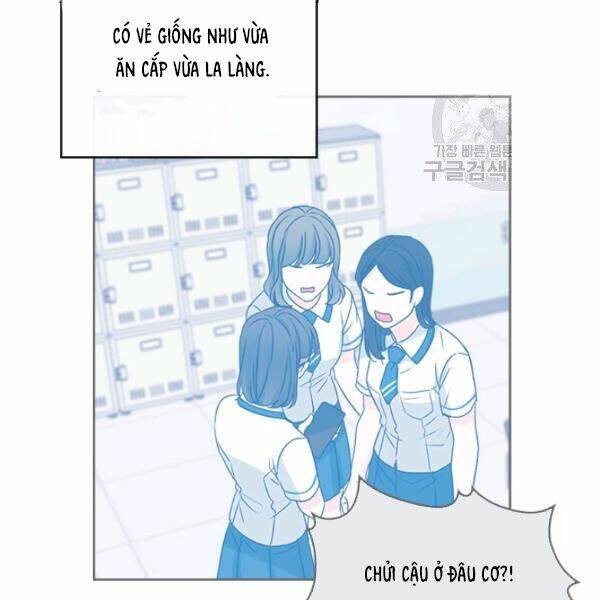 CÓ VẺ GIỐNG NHƯ VỪA
ĂN CẮP VỪA LA LÀNG.
가장 빠른 웹툰
구글검색
CHỬI CẬU Ở ĐÂU CƠ?!